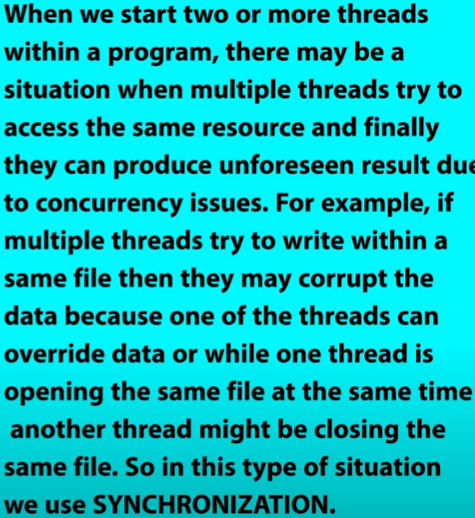 When we start two or more threads
within a program, there may be a
situation when multiple threads try to
access the same resource and finally
they can produce unforeseen result due
to concurrency issues. For example, if
multiple threads try to write within a
same file then they may corrupt the
data because one of the threads can
override data or while one thread is
opening the same file at the same time
another thread might be closing the
same file. So in this type of situation
we use SYNCHRONIZATION.